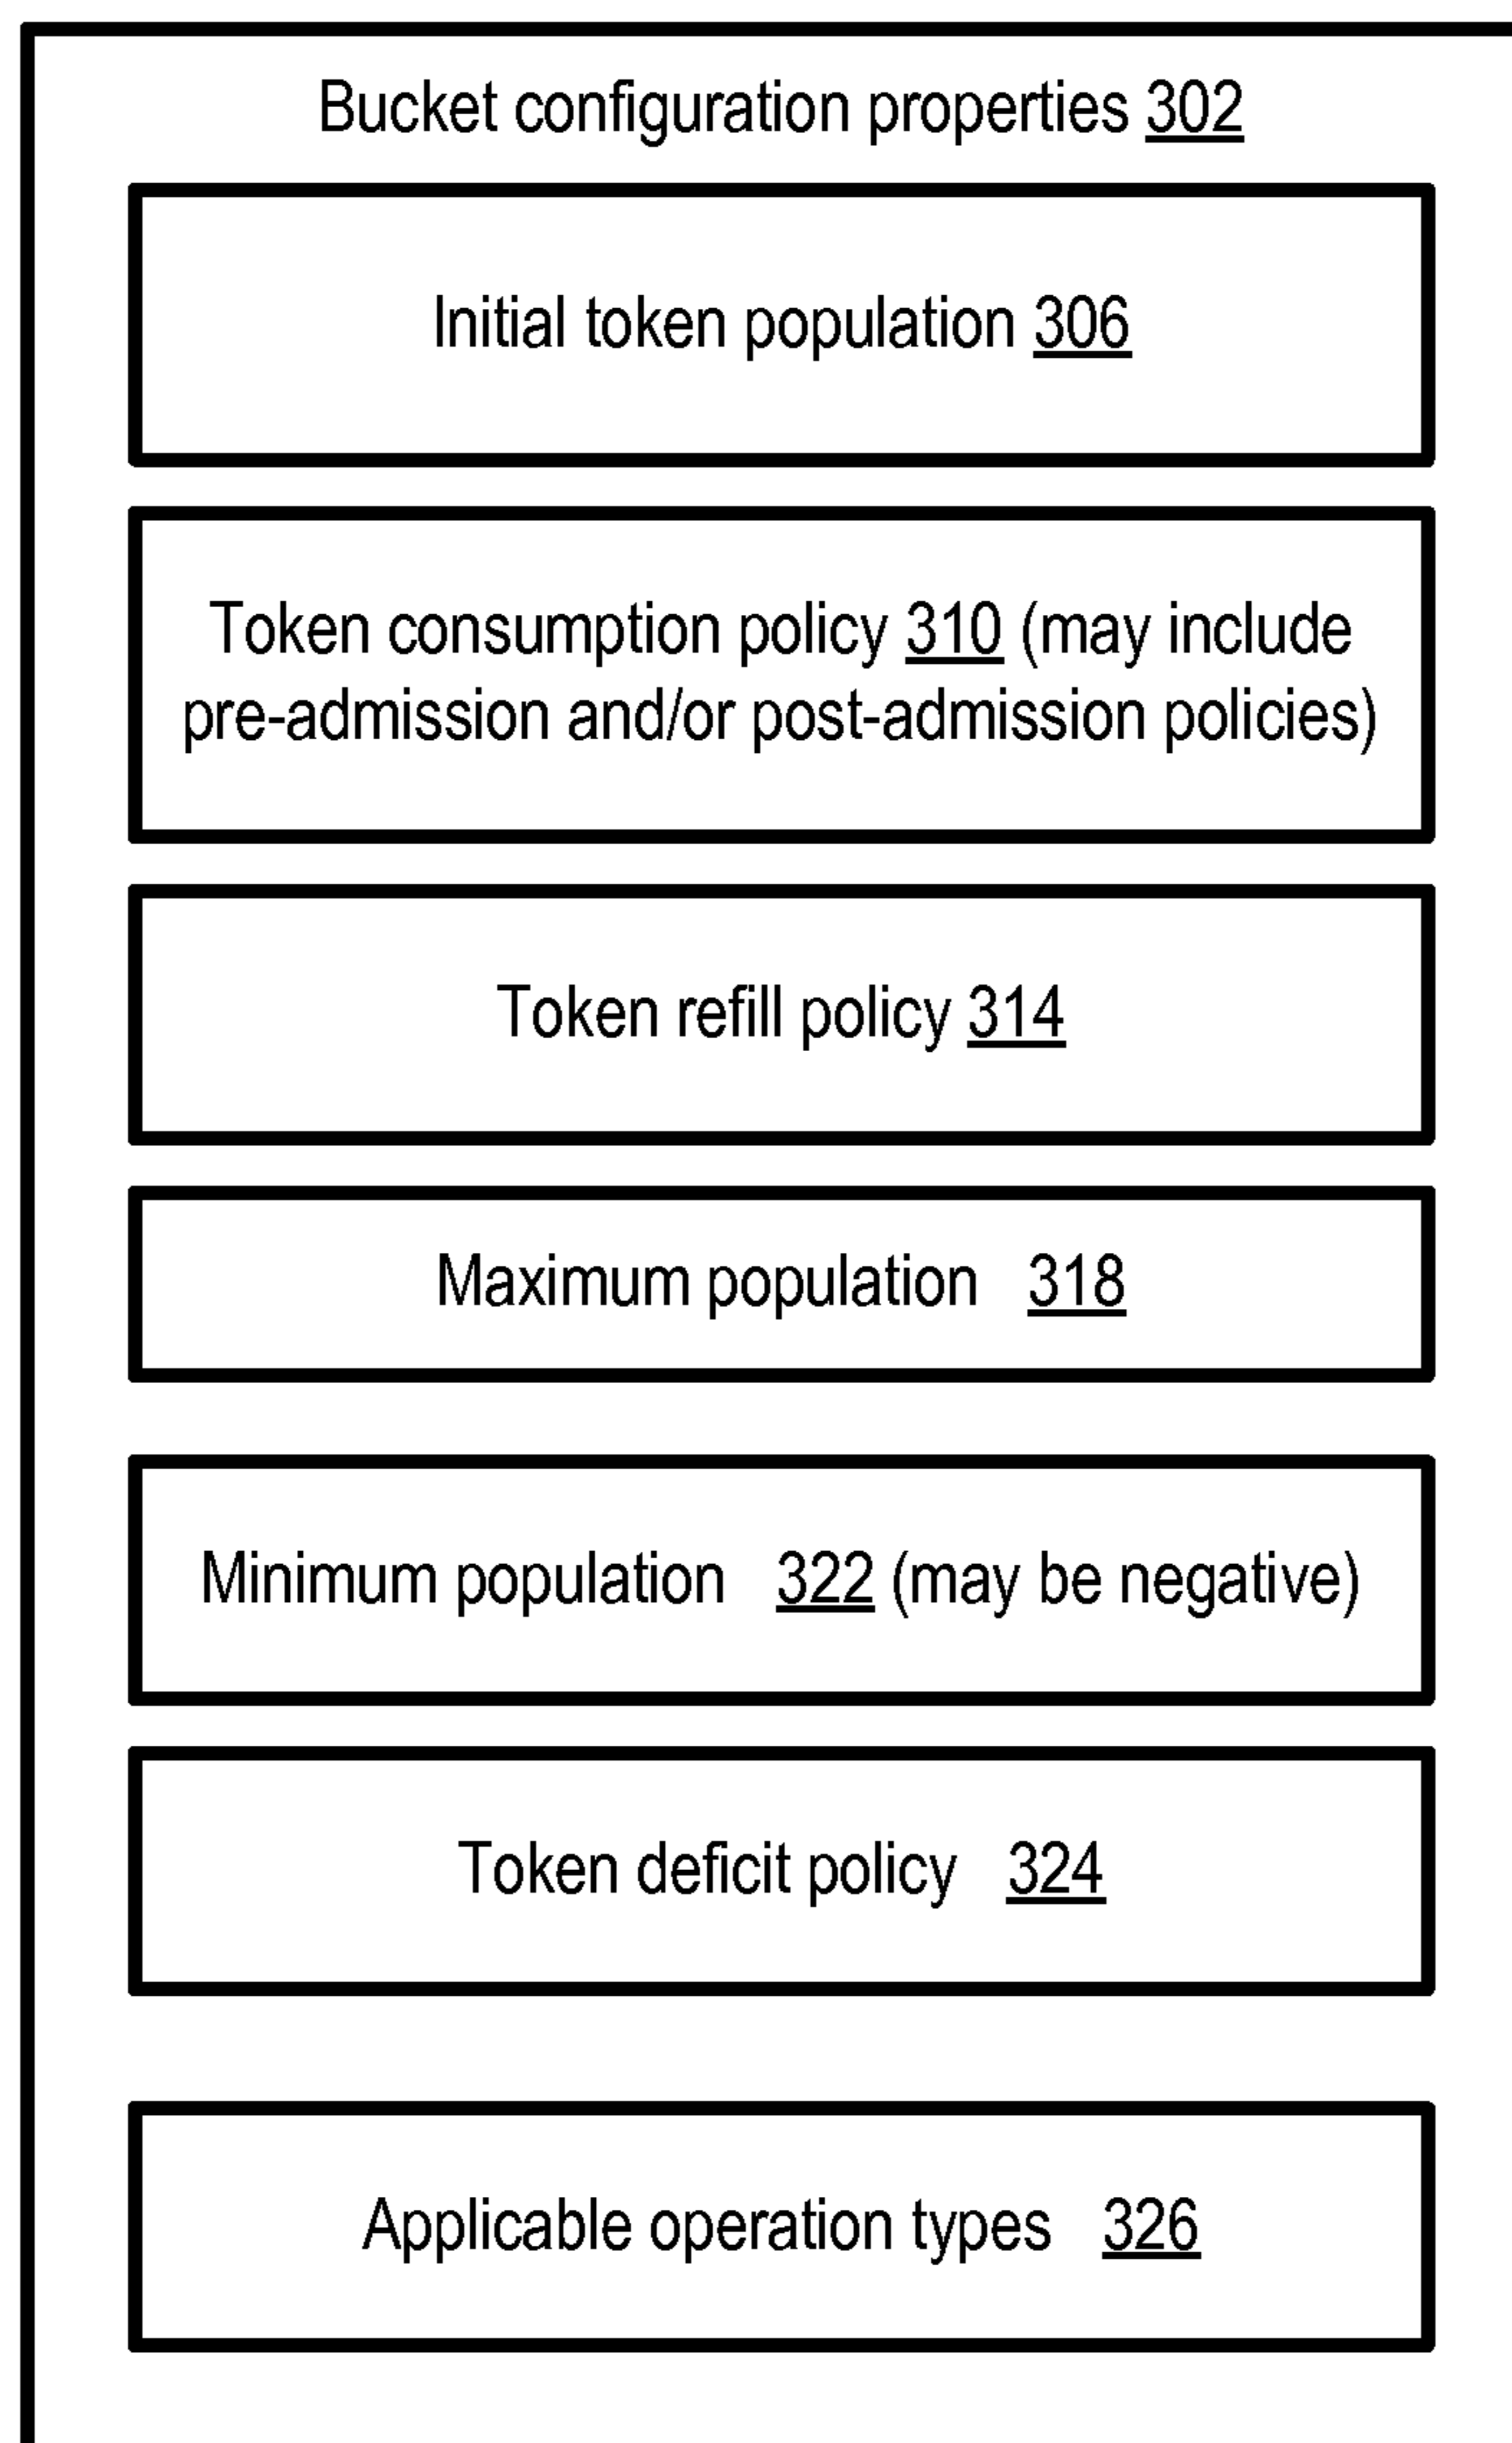 Bucket configuration properties 302
Initial token population 306
Token consumption policy 310 (may include
pre-admission and/or post-admission policies)
Token refill policy 314
Maximum population 318
Minimum population 322 (may be negative)
Token deficit policy 324
Applicable operation types 326